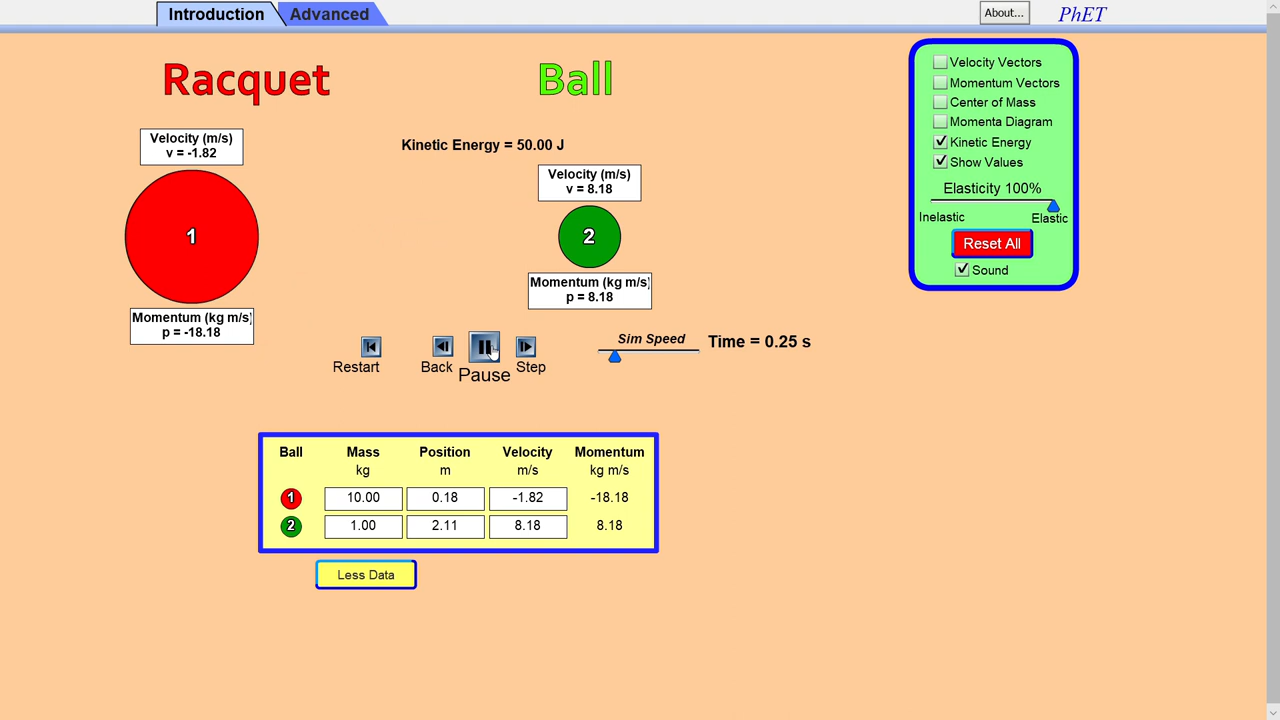 Introduction
Advanced
About...
PhET
Racquet
Ball
Velocity (m/s)
v = -1.82
1
Momentum (kg m/s)
p = -18.18
Kinetic Energy = 50.00 J
Velocity (m/s)
v = 8.18
2
Momentum (kg m/s)
p = 8.18
Velocity Vectors
Momentum Vectors
Center of Mass
Momenta Diagram
Kinetic Energy
Show Values
Elasticity 100%
Inelastic Elastic
Reset All
Sound
Restart
Back
Pause
Step
Sim Speed
Time = 0.25 s
Ball Mass Position Velocity Momentum
kg m m/s kg m/s
1 10.00 0.18 -1.82 -18.18
2 1.00 2.11 8.18 8.18
Less Data